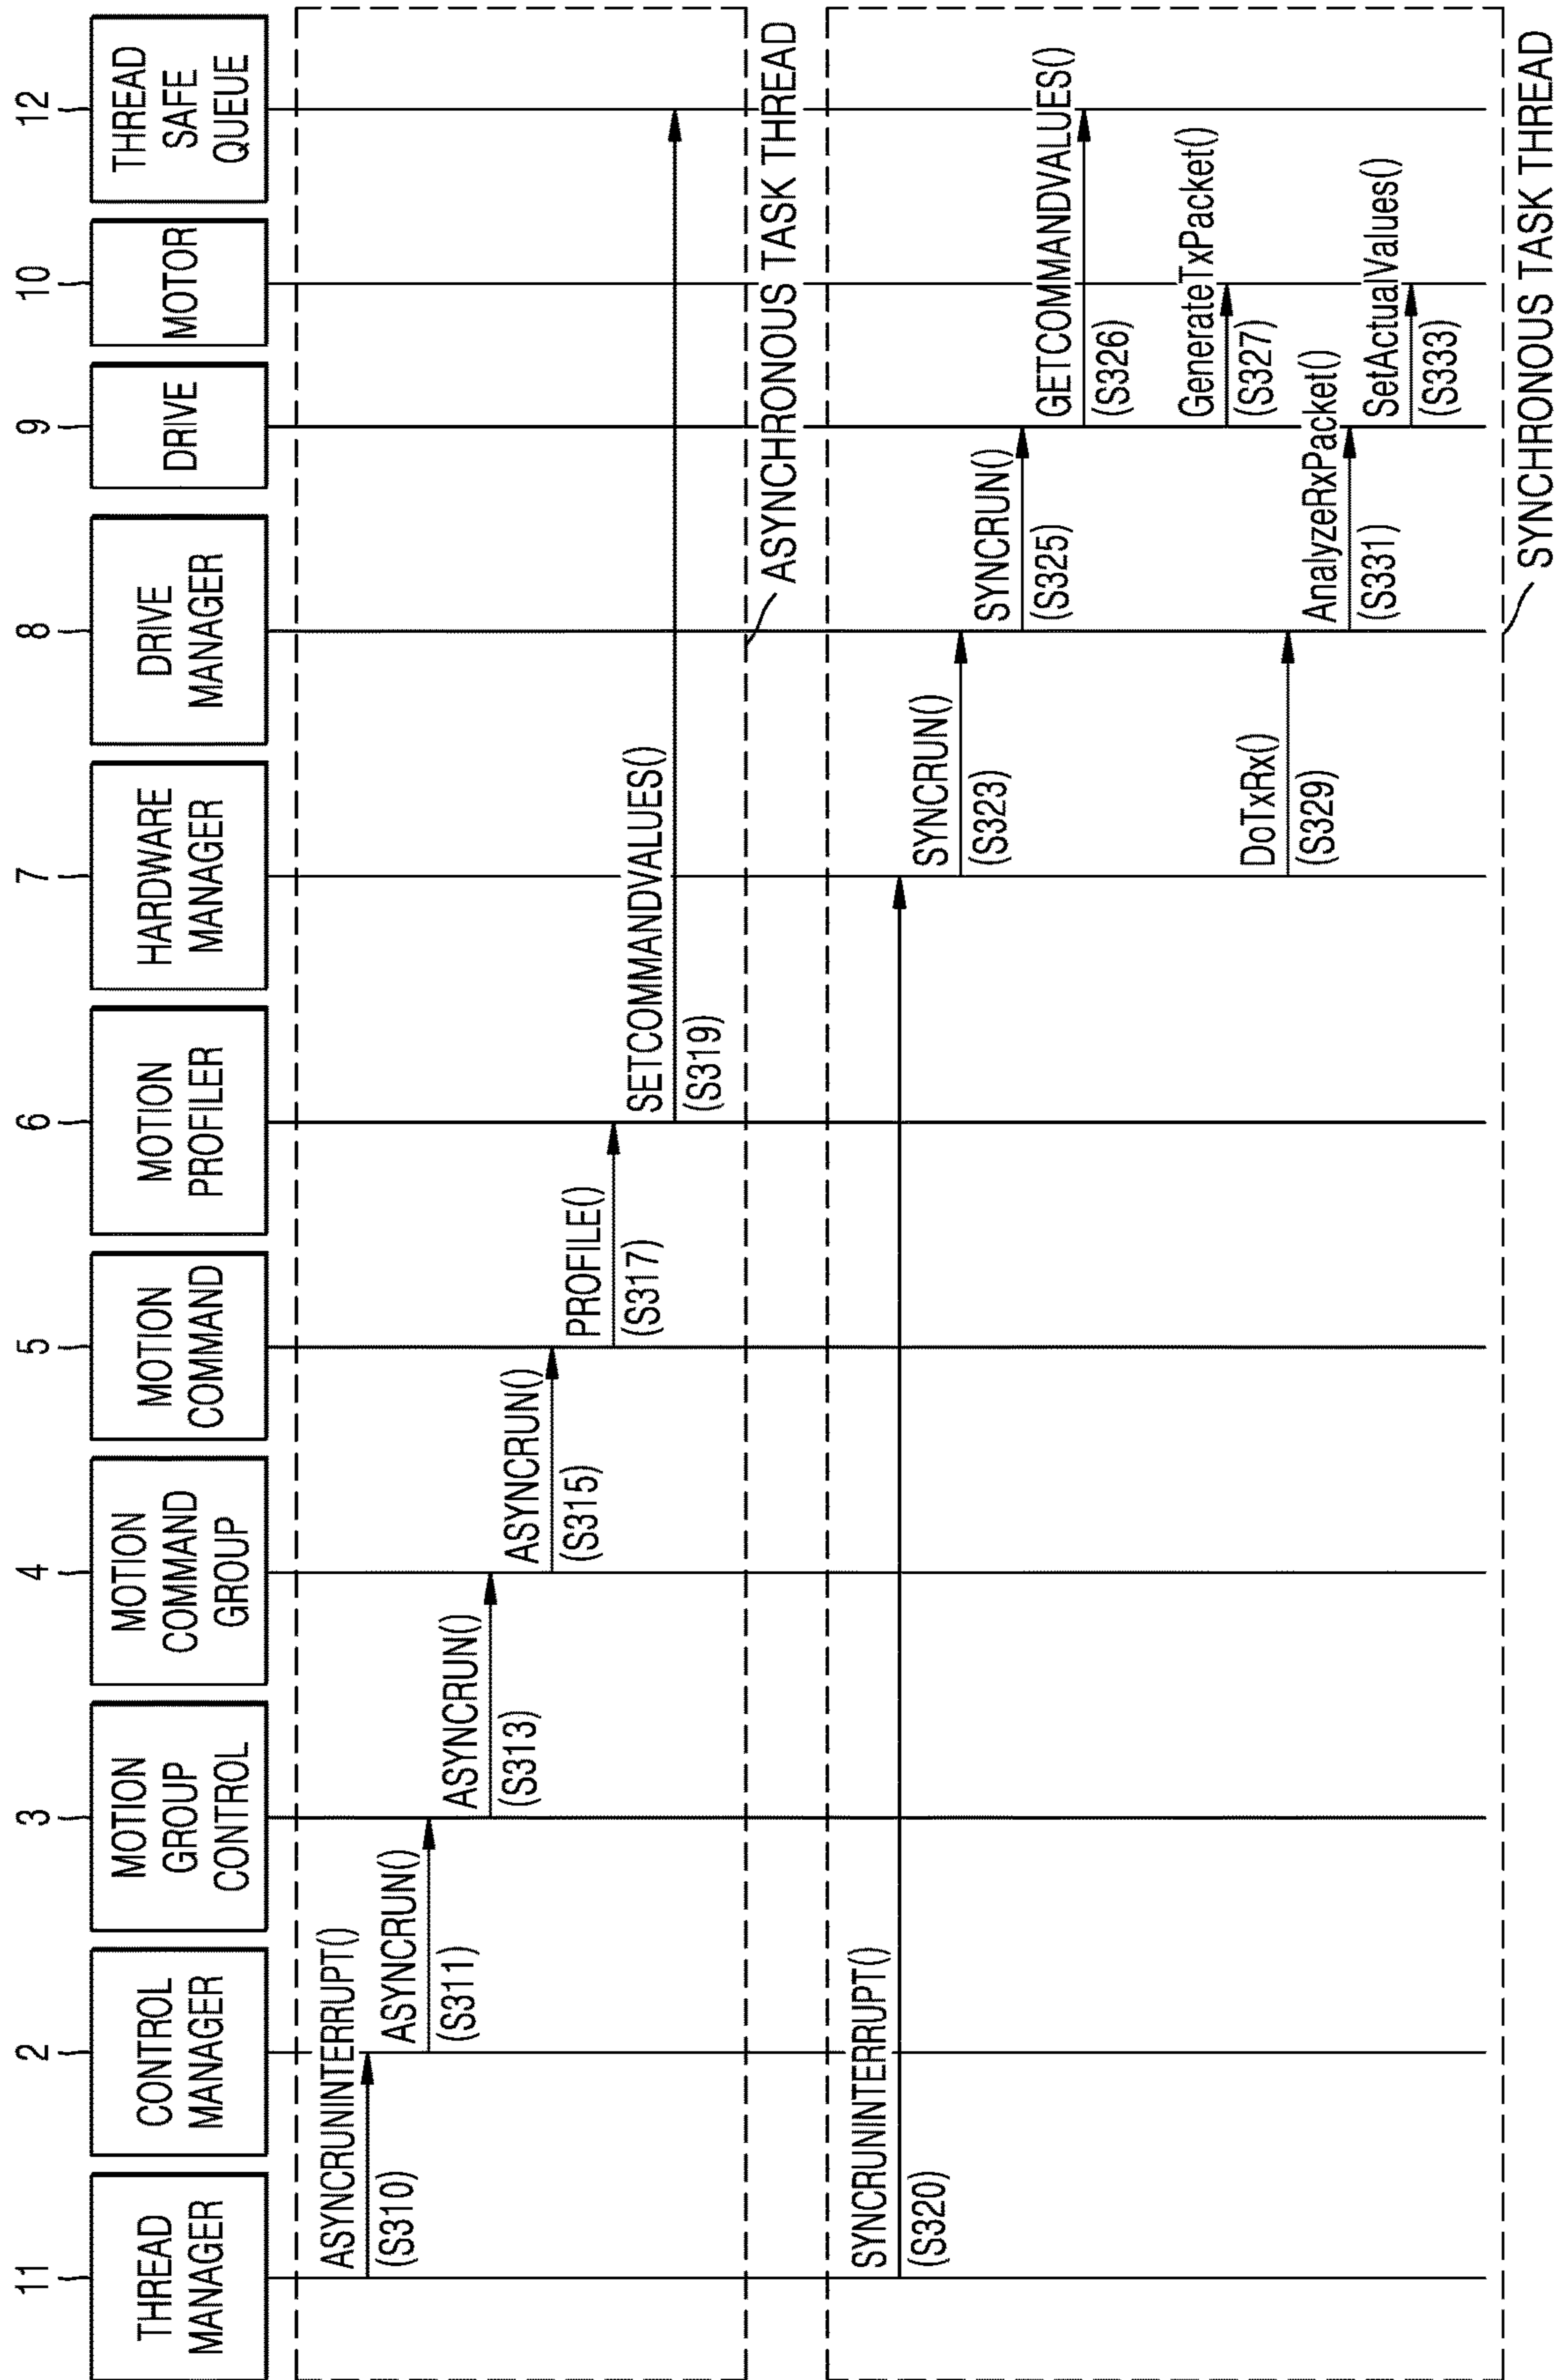 11
2
3
4
5
6
7
8
9
10
12
THREAD
MANAGER
CONTROL
MANAGER
MOTION
GROUP
CONTROL
MOTION
COMMAND
GROUP
MOTION
COMMAND
MOTION
PROFILER
HARDWARE
MANAGER
DRIVE
MANAGER
DRIVE
MOTOR
THREAD
SAFE
QUEUE
ASYNCRUNINTERRUPT()
(S310)
ASYNCRUN()
(S311)
ASYNCRUN()
(S313)
ASYNCRUN()
(S315)
PROFILE()
(S317)
SETCOMMANDVALUES()
(S319)
ASYNCHRONOUS TASK THREAD
SYNCRUNINTERRUPT()
(S320)
SYNCRUN()
(S323)
SYNCRUN()
(S325)
GETCOMMANDVALUES()
(S326)
GenerateTxPacket()
(S327)
DoTxRx()
(S329)
AnalyzeRxPacket()
(S331)
SetActualValues()
(S333)
SYNCHRONOUS TASK THREAD